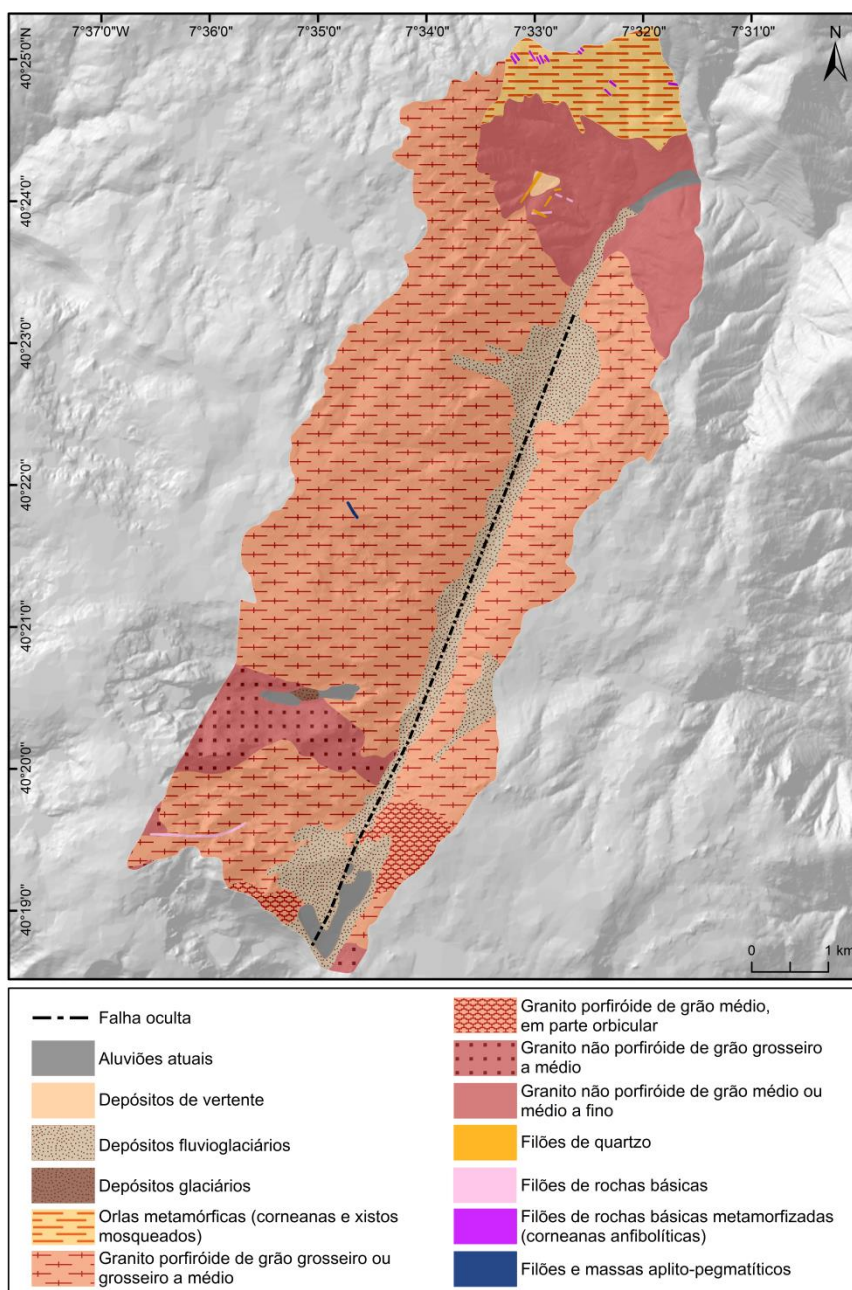 7°37'0"W 7°36'0"W 7°35'0"W 7°34'0"W 7°33'0"W 7°32'0"W 7°31'0"W
N
40°25'0"N
40°24'0"N
40°23'0"N
40°22'0"N
40°21'0"N
40°20'0"N
40°19'0"N
0 1 km
Falha oculta
Aluviões atuais
Depósitos de vertente
Depósitos fluvioglaciários
Depósitos glaciários
Orlas metamórficas (corneanas e xistos
mosqueados)
Granito porfiróide de grão grosseiro ou
grosseiro a médio
Granito porfiróide de grão médio,
em parte orbicular
Granito não porfiróide de grão grosseiro
a médio
Granito não porfiróide de grão médio ou
médio a fino
Filões de quartzo
Filões de rochas básicas
Filões de rochas básicas metamorfizadas
(corneanas anfibolíticas)
Filões e massas aplito-pegmatíticos